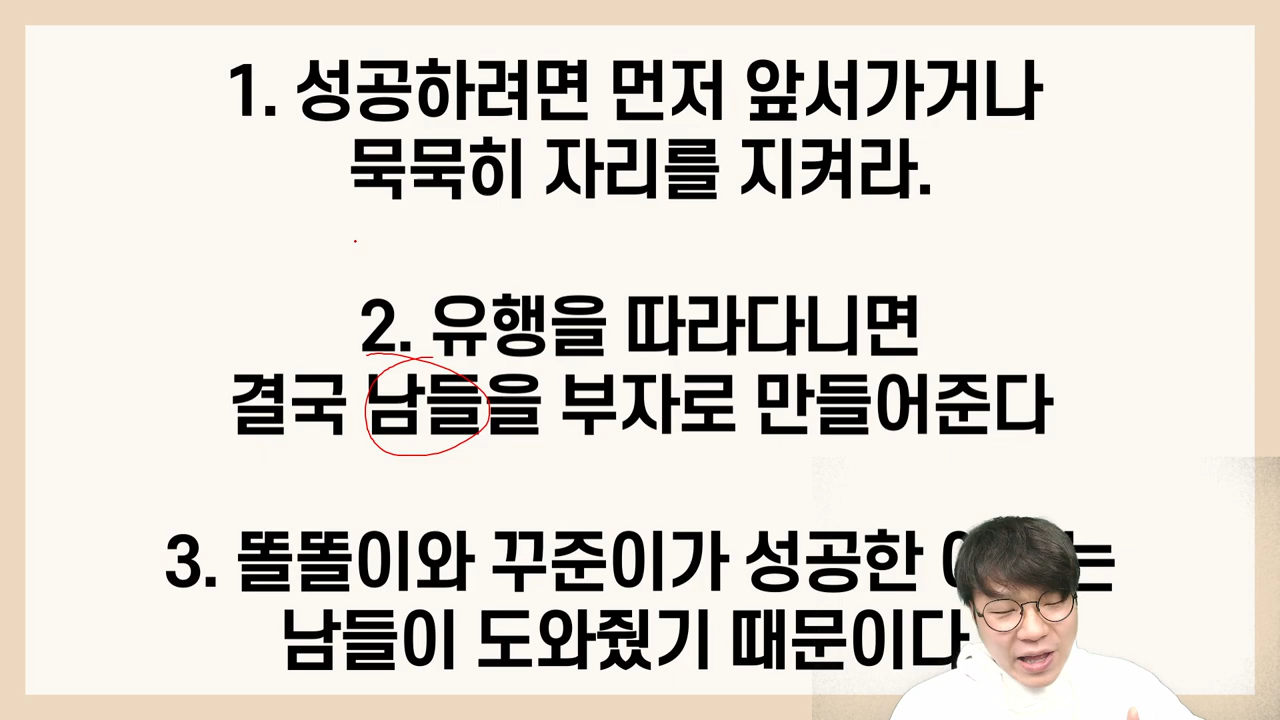 1. 성공하려면 먼저 앞서가거나
묵묵히 자리를 지켜라.
2. 유행을 따라다니면
결국 남들을 부자로 만들어준다
3. 똘똘이와 꾸준이가 성공한
남들이 도와줬기 때문이다